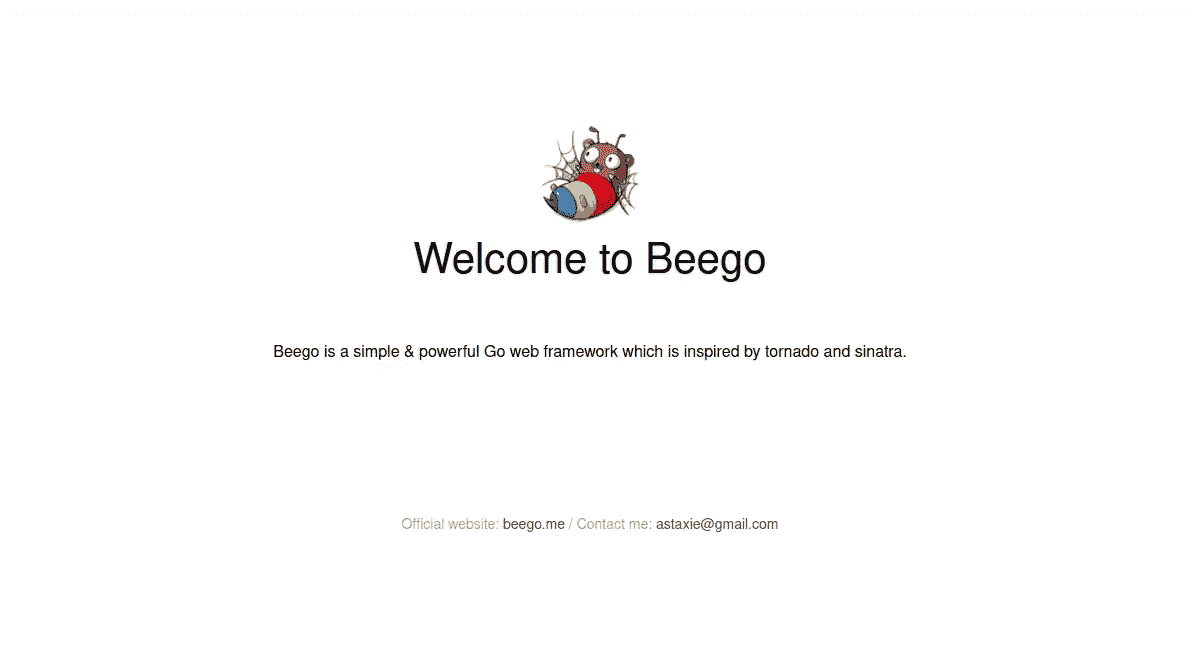 Welcome to Beego
Beego is a simple & powerful Go web framework which is inspired by tornado and sinatra.
Official website: beego.me / Contact me: astaxie@gmail.com